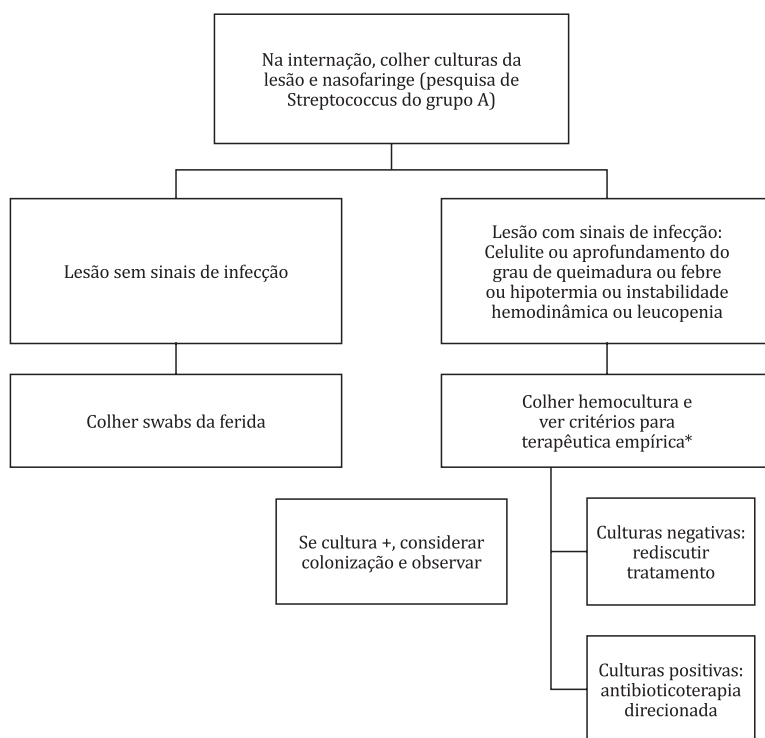 Na internação, colher culturas da
lesão e nasofaringe (pesquisa de
Streptococcus do grupo A)
Lesão sem sinais de infecção
Lesão com sinais de infecção:
Celulite ou aprofundamento do
grau de queimadura ou febre
ou hipotermia ou instabilidade
hemodinâmica ou leucopenia
Colher swabs da ferida
Colher hemocultura e
ver critérios para
terapêutica empírica*
Se cultura +, considerar
colonização e observar
Culturas negativas:
rediscutir
tratamento
Culturas positivas:
antibioticoterapia
direcionada